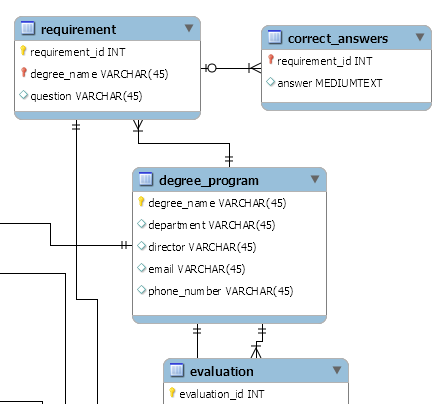 requirement
requirement_id INT
degree_name VARCHAR(45)
question VARCHAR(45)
correct_answers
requirement_id INT
answer MEDIUMTEXT
degree_program
degree_name VARCHAR(45)
department VARCHAR(45)
director VARCHAR(45)
email VARCHAR(45)
phone_number VARCHAR(45)
evaluation
evaluation_id INT